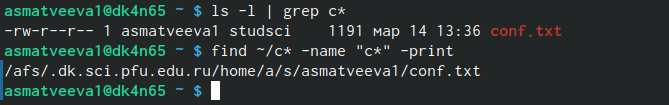 asmatveeva1@dk4n65 ~ $ ls -l | grep c*
-rw-r--r-- 1 asmatveeva1 studsci   1191 мар 14 13:36 conf.txt
asmatveeva1@dk4n65 ~ $ find ~/c* -name "c*" -print
/afs/.dk.sci.pfu.edu.ru/home/a/s/asmatveeva1/conf.txt
asmatveeva1@dk4n65 ~ $